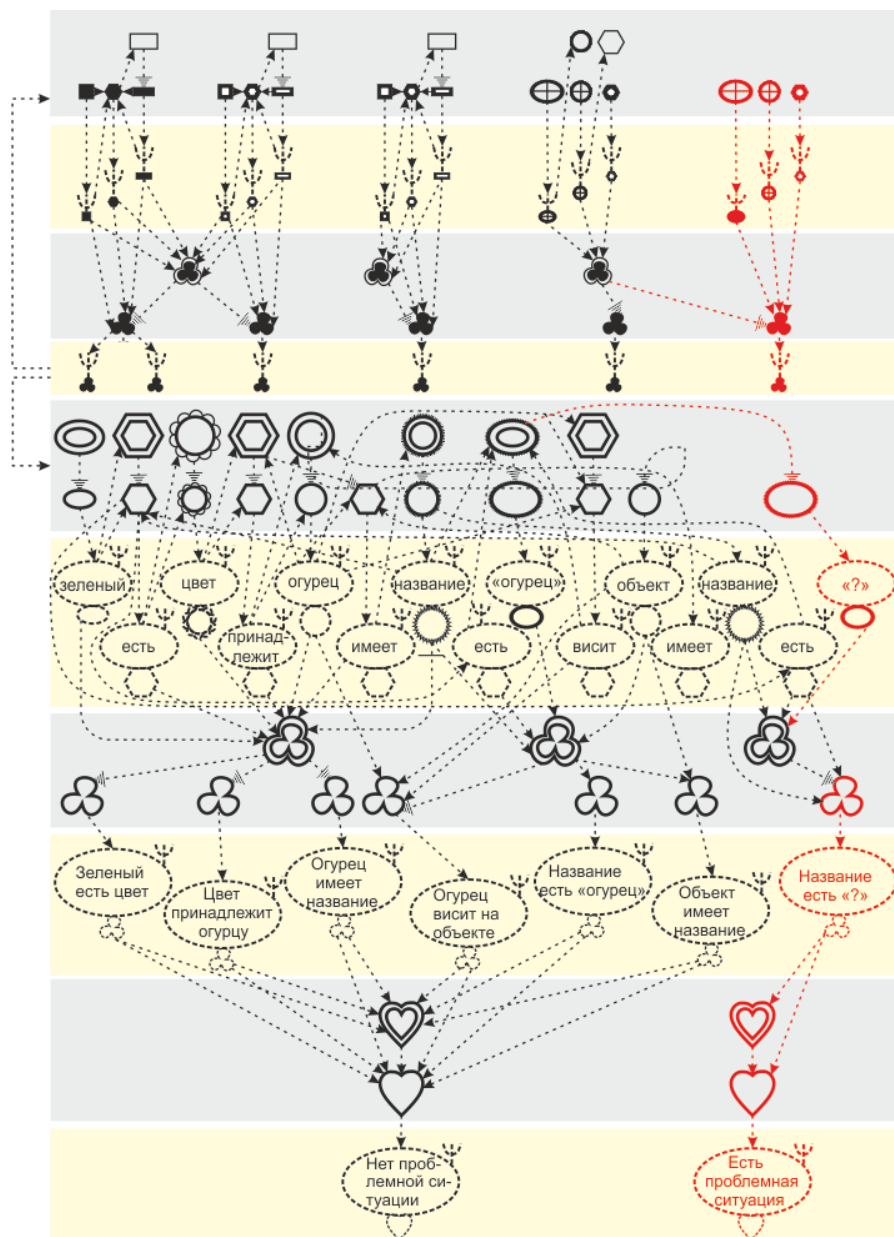 зеленый
цвет
огурец
название
«огурец»
объект
название
«?»
есть
принад-
лежит
имеет
есть
висит
имеет
есть
Зеленый
есть цвет
Цвет
принадлежит
огурцу
Огурец
имеет
название
Огурец
висит на
объекте
Название
есть «огурец»
Объект
имеет
название
Название
есть «?»
Нет проб-
лемной си-
туации
Есть
проблемная
ситуация